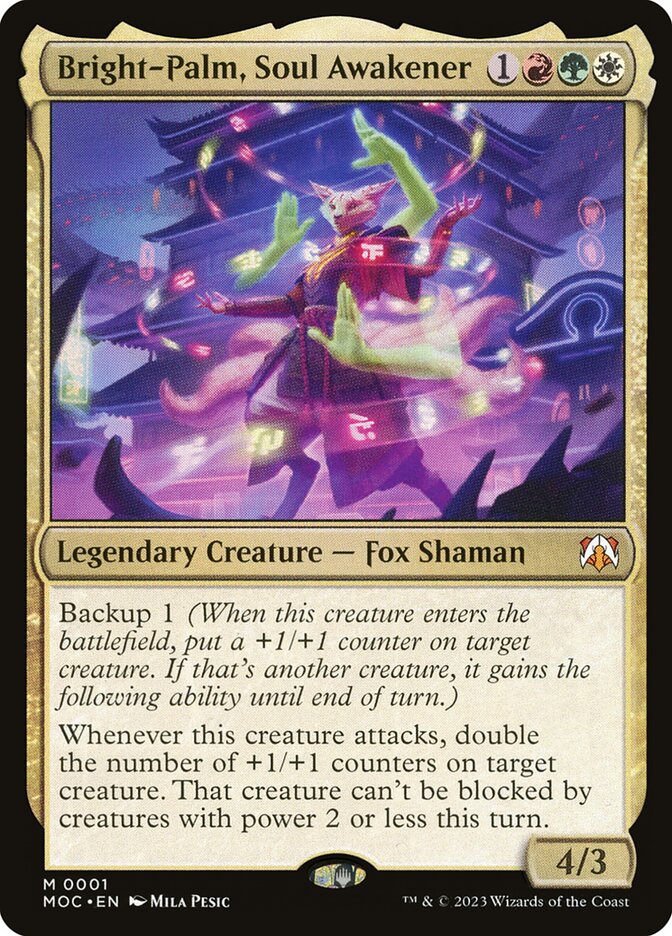 Bright-Palm, Soul Awakener 1
Legendary Creature — Fox Shaman
Backup 1 (When this creature enters the
battlefield, put a +1/+1 counter on target
creature. If that's another creature, it gains the
following ability until end of turn.)
Whenever this creature attacks, double
the number of +1/+1 counters on target
creature. That creature can't be blocked by
creatures with power 2 or less this turn.
4/3
M 0001
MOC • EN Mila Pesic
™ & © 2023 Wizards of the Coast